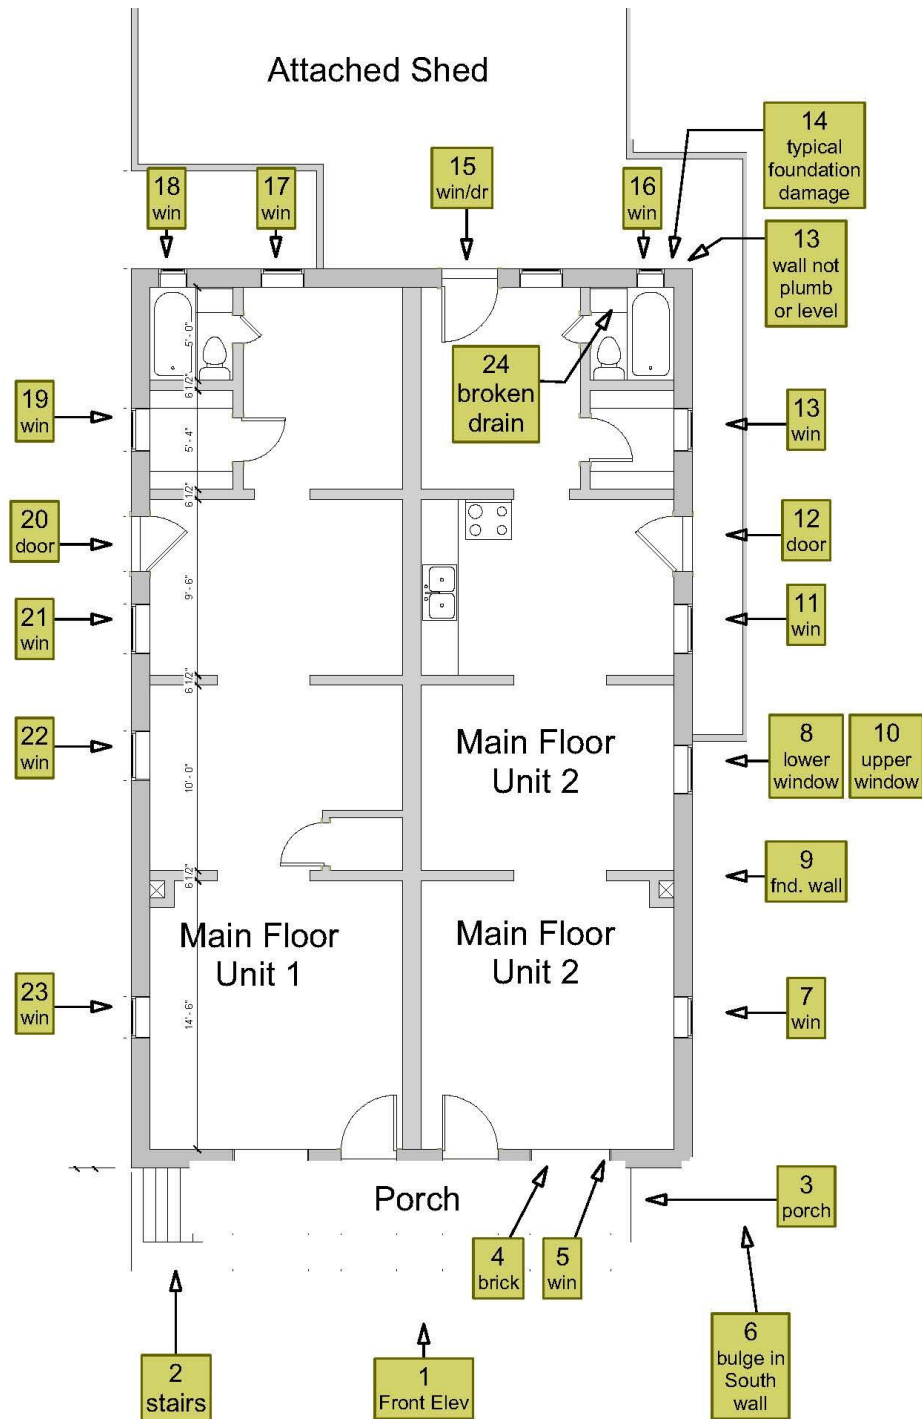 Attached Shed
14
typical
foundation
damage
15
win/dr
18
win
17
win
16
win
13
wall not
plumb
or level
5' - 0"
24
broken
drain
6 1/2"
19
win
13
win
5' - 4"
6 1/2"
20
door
12
door
9' - 6"
21
win
11
win
6 1/2"
22
win
Main Floor
Unit 2
8
lower
window
10
upper
window
10' - 0"
9
fnd. wall
6 1/2"
Main Floor
Unit 1
Main Floor
Unit 2
23
win
7
win
14' - 6"
Porch
3
porch
4
brick
5
win
6
bulge in
South
wall
2
stairs
1
Front Elev